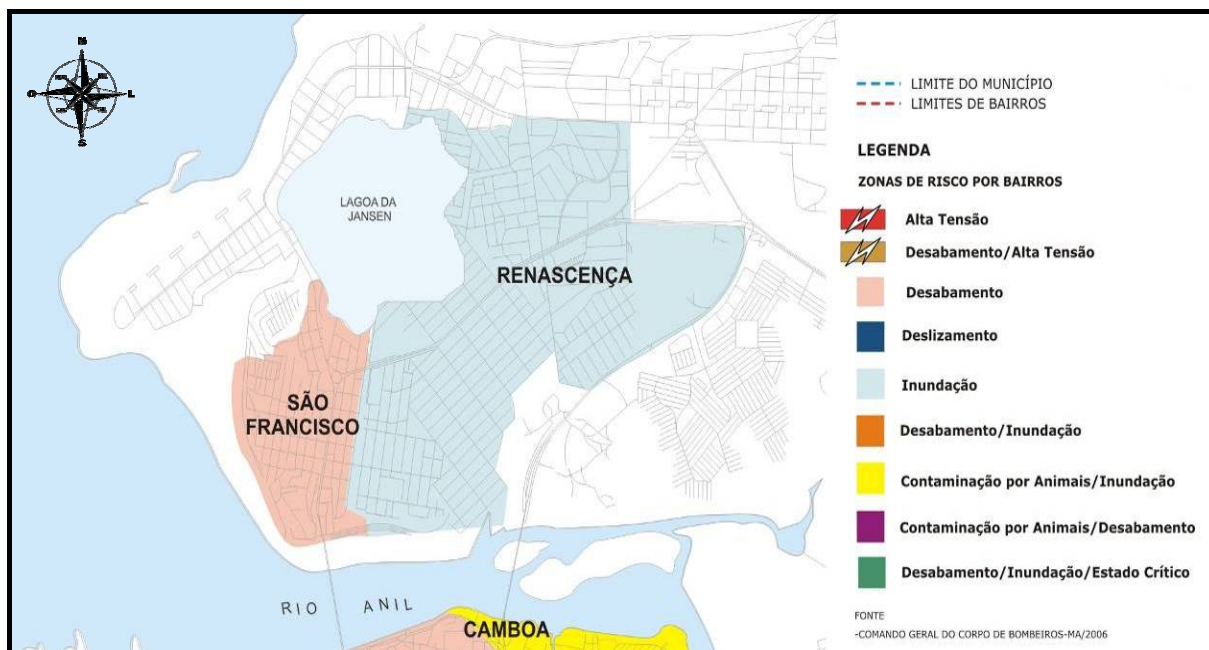 N
O
L
S
LAGOA DA
JANSEN
RENASCENÇA
SÃO
FRANCISCO
RIO ANIL
CAMBOA
LIMITE DO MUNICÍPIO
LIMITES DE BAIRROS
LEGENDA
ZONAS DE RISCO POR BAIRROS
Alta Tensão
Desabamento/Alta Tensão
Desabamento
Deslizamento
Inundação
Desabamento/Inundação
Contaminação por Animais/Inundação
Contaminação por Animais/Desabamento
Desabamento/Inundação/Estado Crítico
FONTE
-COMANDO GERAL DO CORPO DE BOMBEIROS-MA/2006